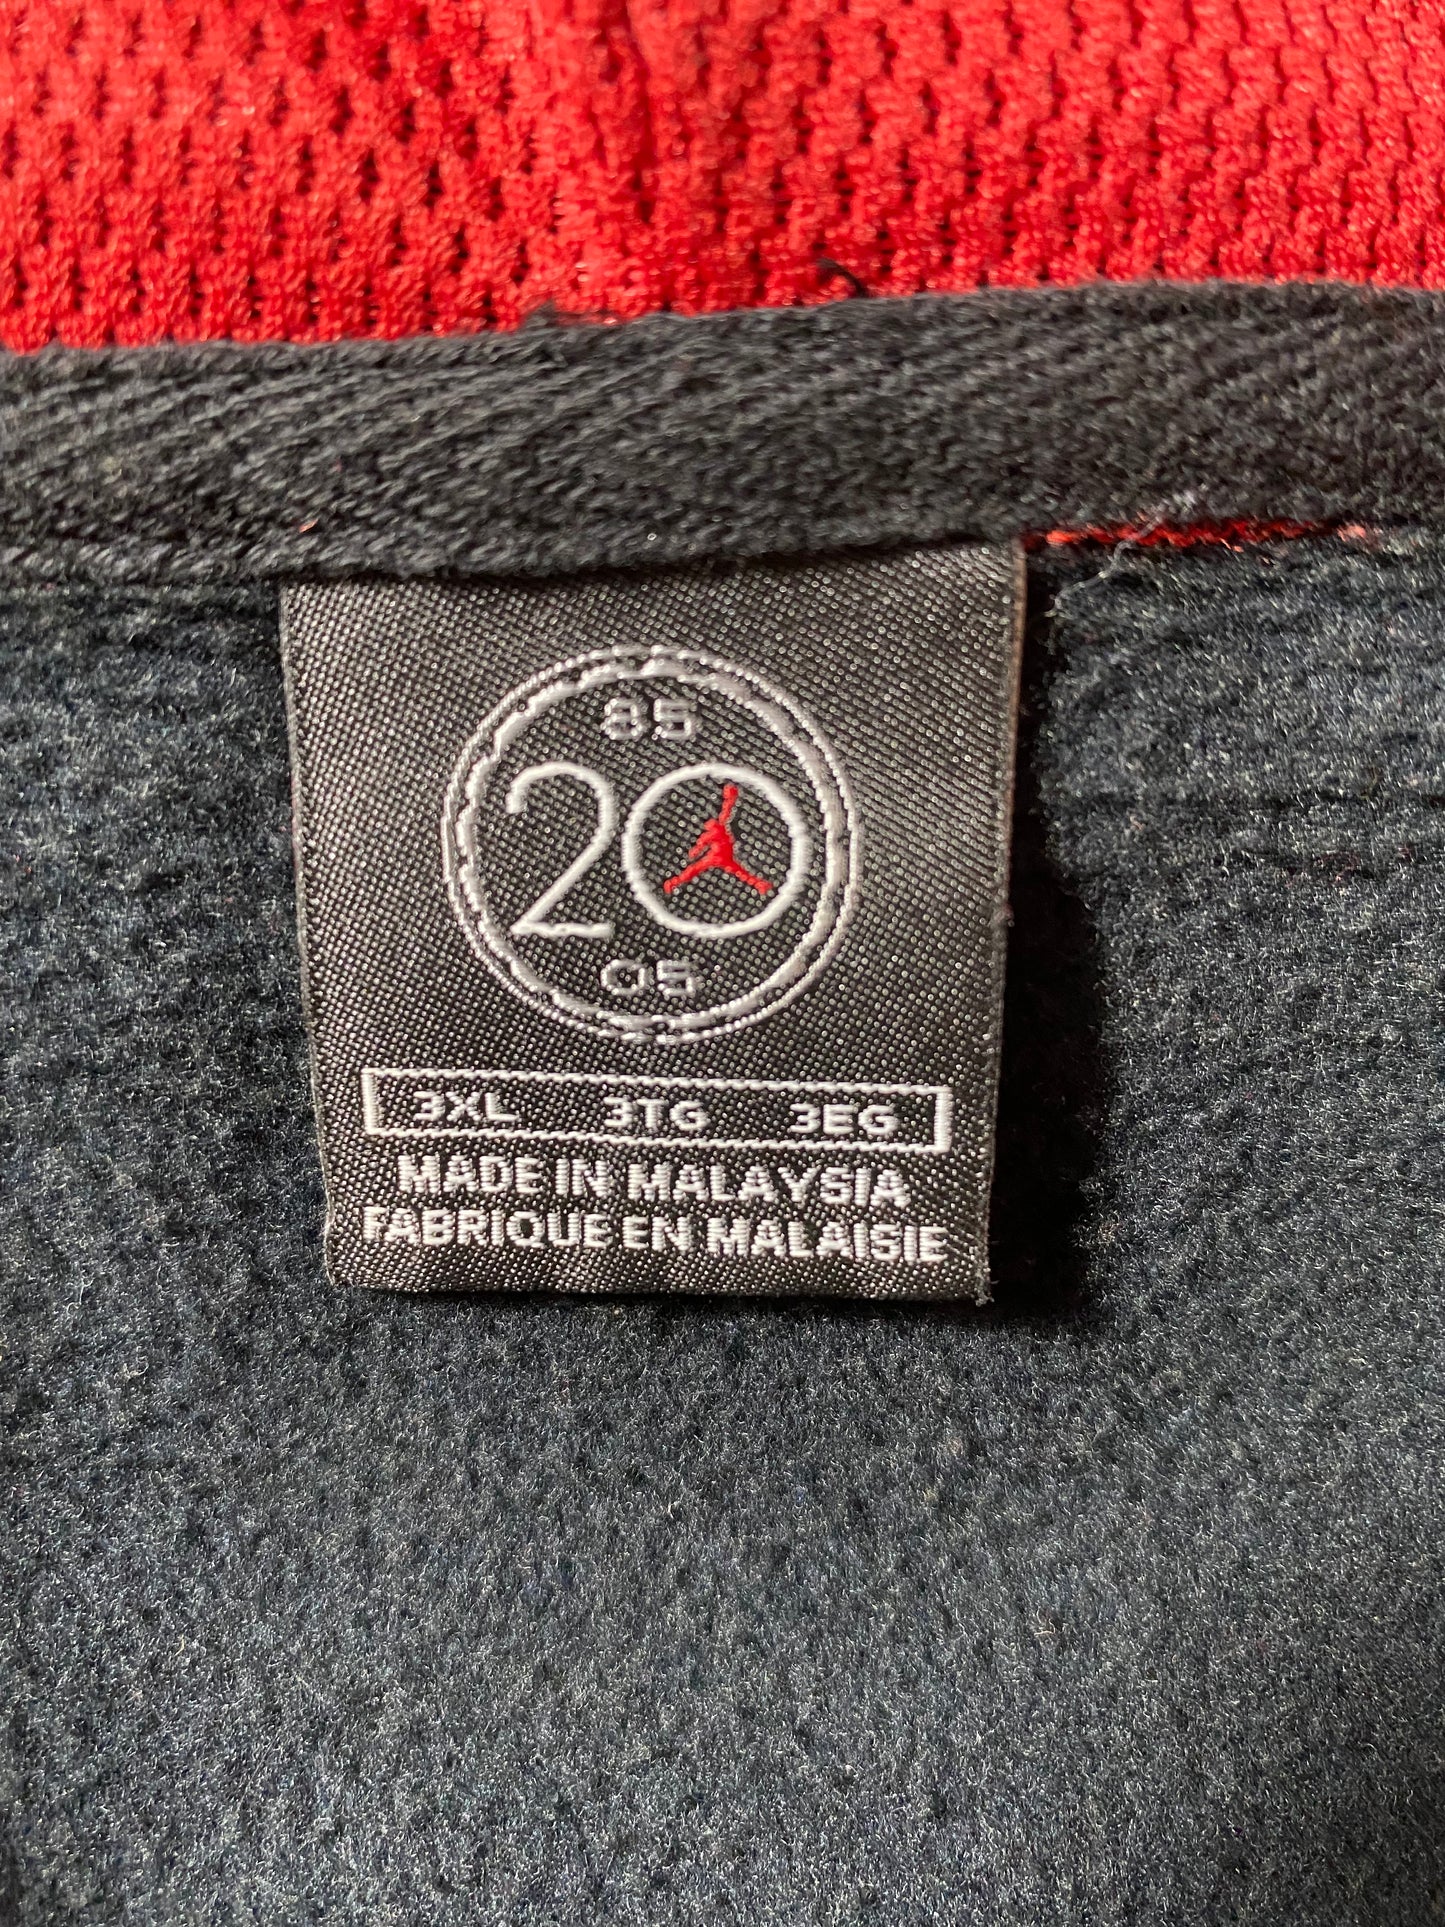 85
20
05
3XL 3TG 3EG
MADE IN MALAYSIA
FABRIQUE EN MALAISIE